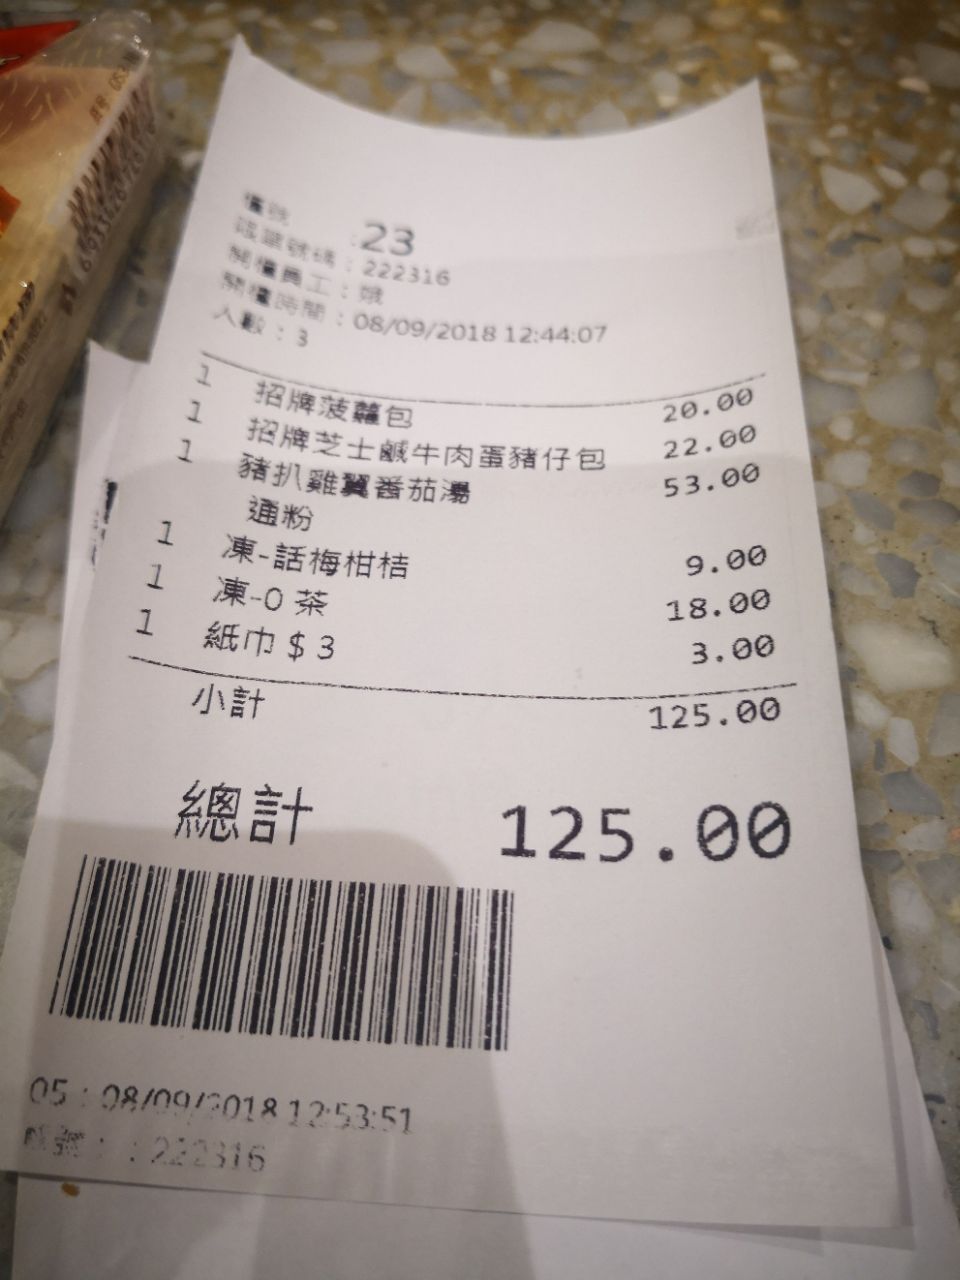 檯號 : 23
賬單號碼 : 222316
開檯員工 : 娥
開檯時間 : 08/09/2018 12:44:07
人數 : 3
1 招牌菠蘿包 20.00
1 招牌芝士鹹牛肉蛋豬仔包 22.00
1 豬扒雞翼番茄湯 53.00
通粉
1 凍-話梅柑桔 9.00
1 凍-0 茶 18.00
1 紙巾 $ 3 3.00
小計 125.00
總計 125.00
05 : 08/09/2018 12:53:51
: 222316